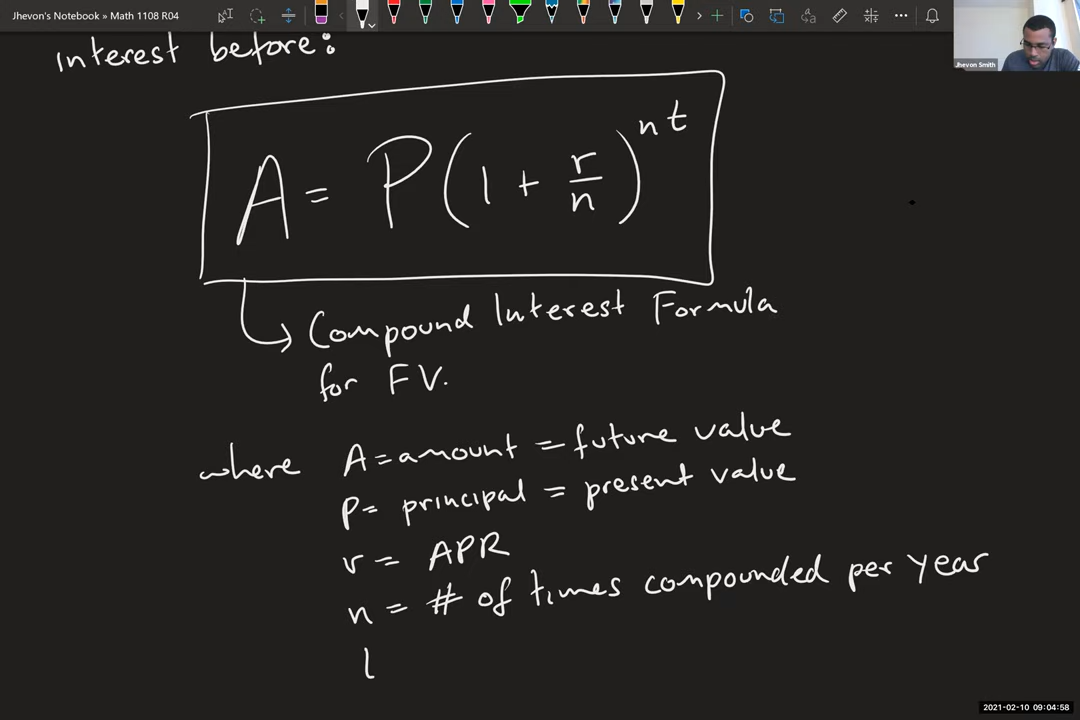 Jhevon's Notebook » Math 1108 R04
Jhevon Smith
interest before:
A = P(1 + r/n)^nt
Compound Interest Formula
for FV.
where A = amount = future value
P = principal = present value
r = APR
n = # of times compounded per year
2021-02-10 09:04:58